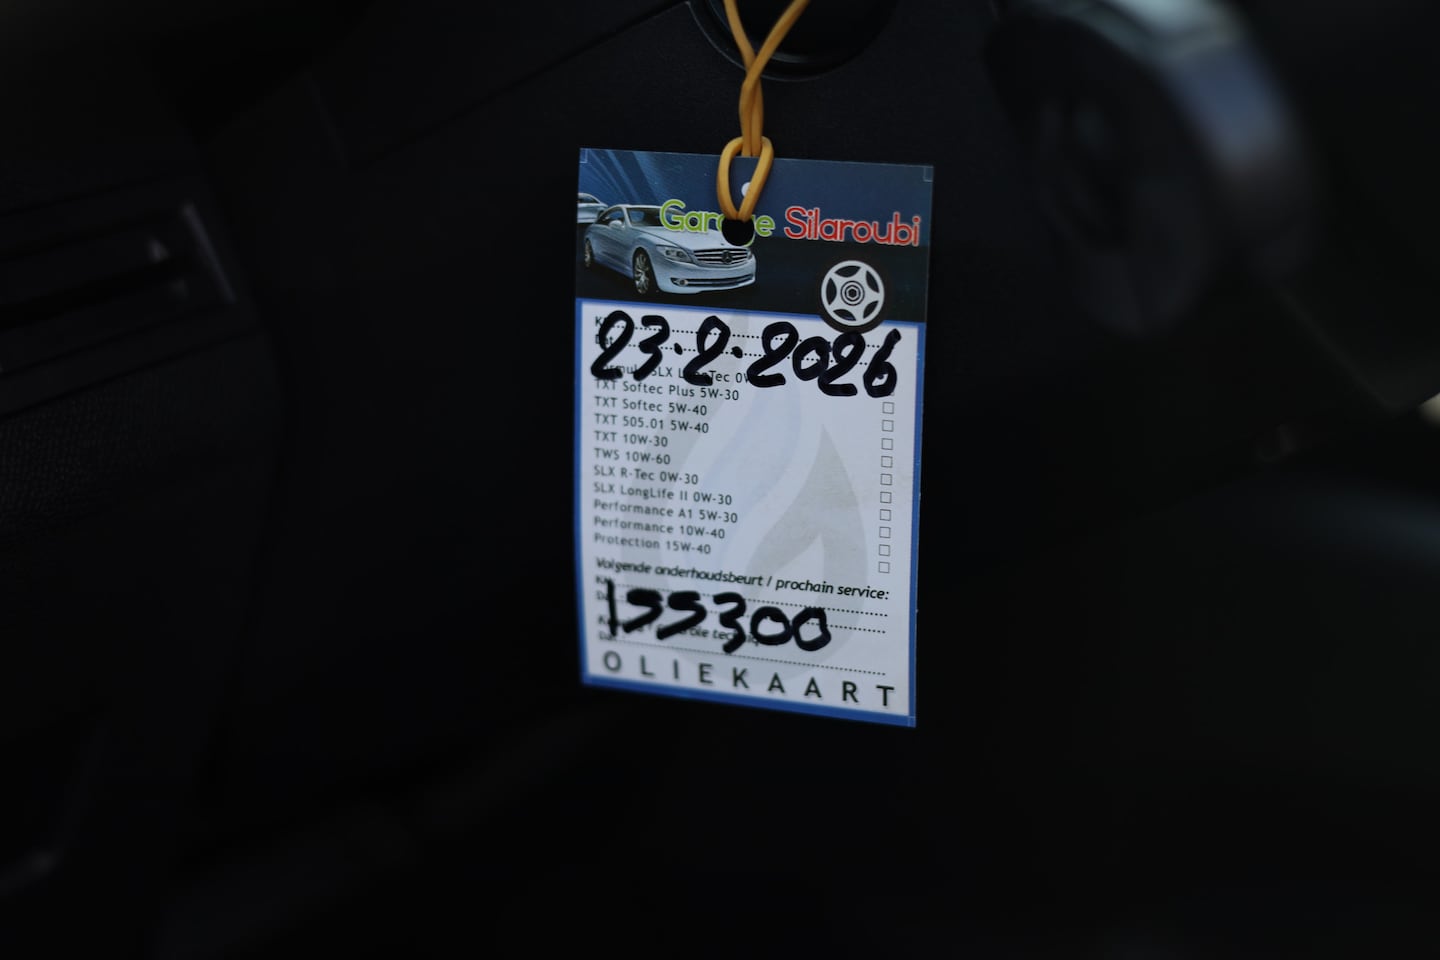 Garage Silaroubi
23.2.2026
TXT Softec Plus 5W-30
TXT Softec 5W-40
TXT 505.01 5W-40
TXT 10W-30
TWS 10W-60
SLX R-Tec 0W-30
SLX LongLife II 0W-30
Performance A1 5W-30
Performance 10W-40
Protection 15W-40
Volgende onderhoudsbeurt / prochain service:
155300
OLIEKAART